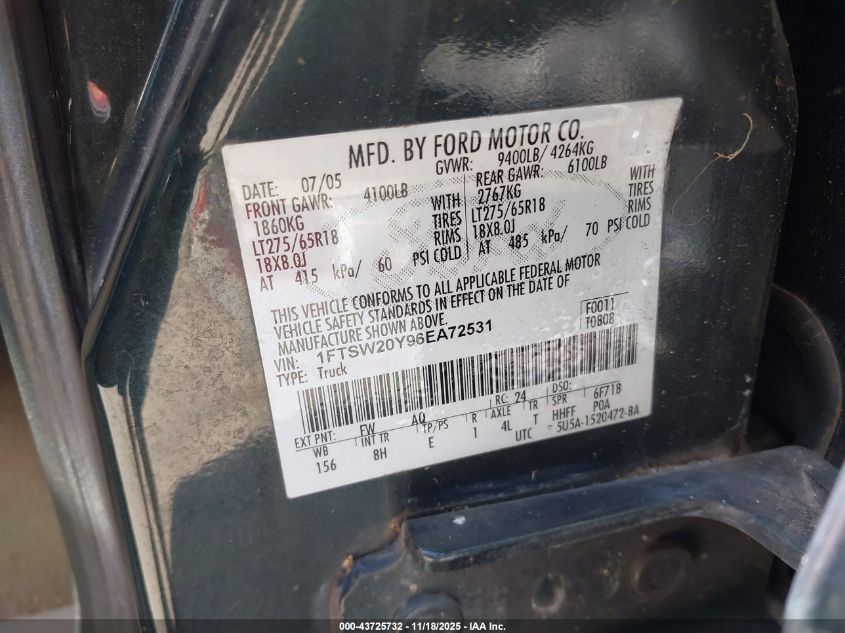 MFD. BY FORD MOTOR CO.
DATE: 07/05 GVWR: 9400LB/ 4264KG
FRONT GAWR: 4100LB REAR GAWR: 6100LB
1860KG WITH 2767KG WITH
LT275/65R18 TIRES LT275/65R18 TIRES
18X8.0J RIMS 18X8.0J RIMS
AT 415 kPa/ 60 PSI COLD AT 485 kPa/ 70 PSI COLD
THIS VEHICLE CONFORMS TO ALL APPLICABLE FEDERAL MOTOR
VEHICLE SAFETY STANDARDS IN EFFECT ON THE DATE OF
MANUFACTURE SHOWN ABOVE.
F0011
T0808
VIN: 1FTSW20Y96EA72531
TYPE: Truck
EXT PNT: FW AQ RC: 24 DSO: 6F718
WB INT TR TP/PS R AXLE TR SPR POA
156 8H E 1 4L T HHFF
UTC 5U5A-1520472-BA
000-43725732 - 11/18/2025 - IAA Inc.